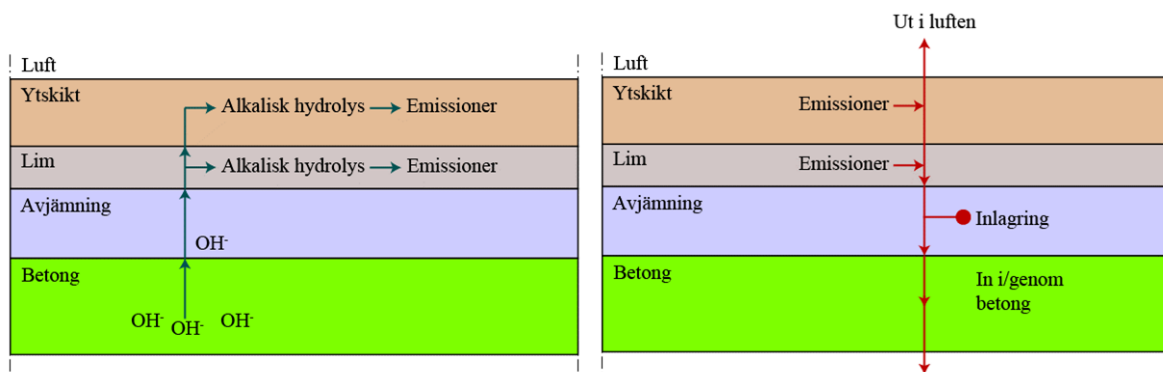 Luft
Ytskikt
Alkalisk hydrolys
Emissioner
Lim
Alkalisk hydrolys
Emissioner
Avjämning
OH-
Betong
OH-
OH-
OH-
Ut i luften
Luft
Ytskikt
Emissioner
Lim
Emissioner
Avjämning
Inlagring
Betong
In i/genom
betong